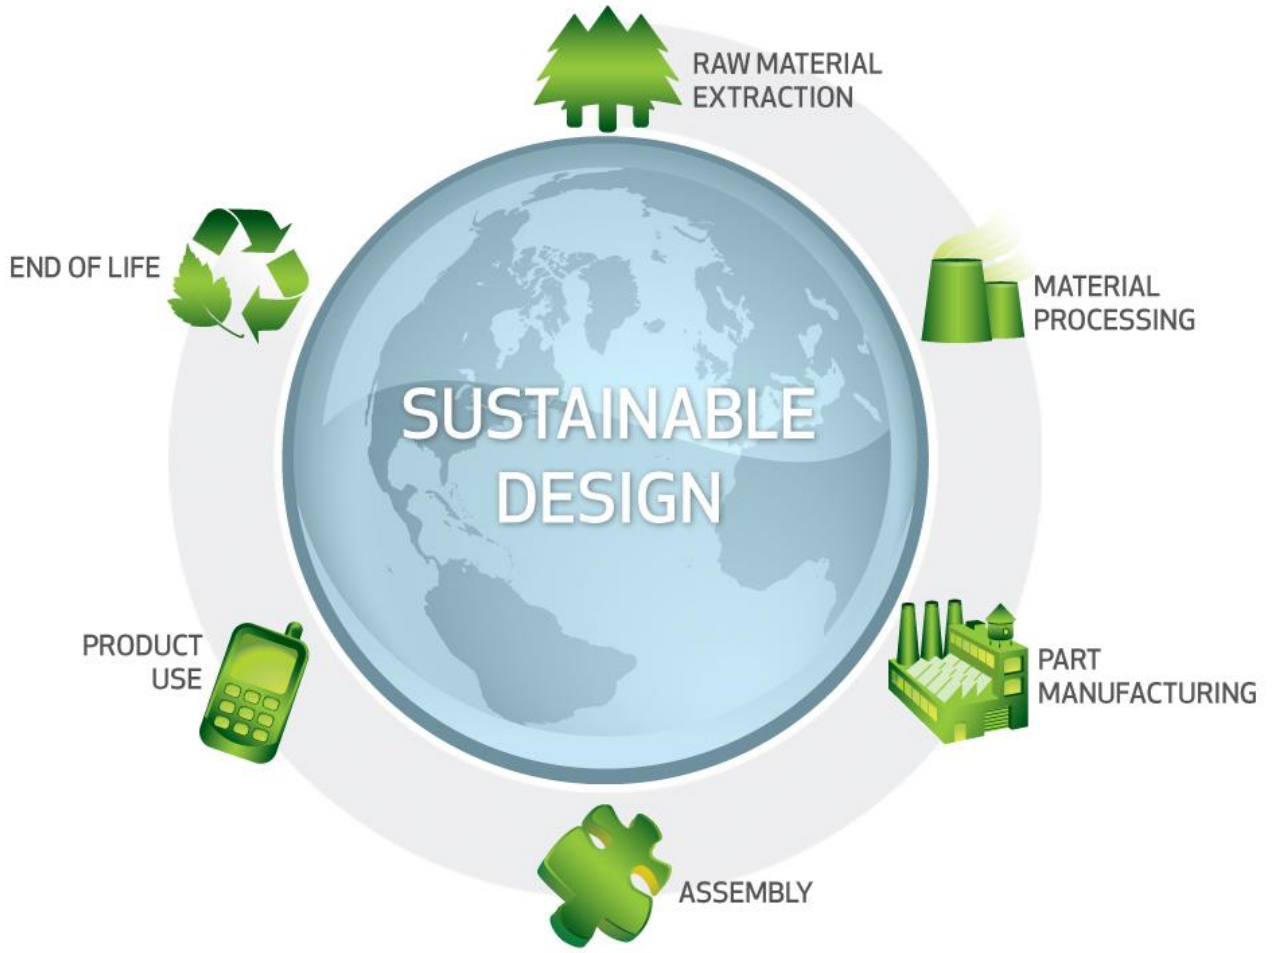 RAW MATERIAL
EXTRACTION
END OF LIFE
MATERIAL
PROCESSING
SUSTAINABLE
DESIGN
PRODUCT
USE
PART
MANUFACTURING
ASSEMBLY